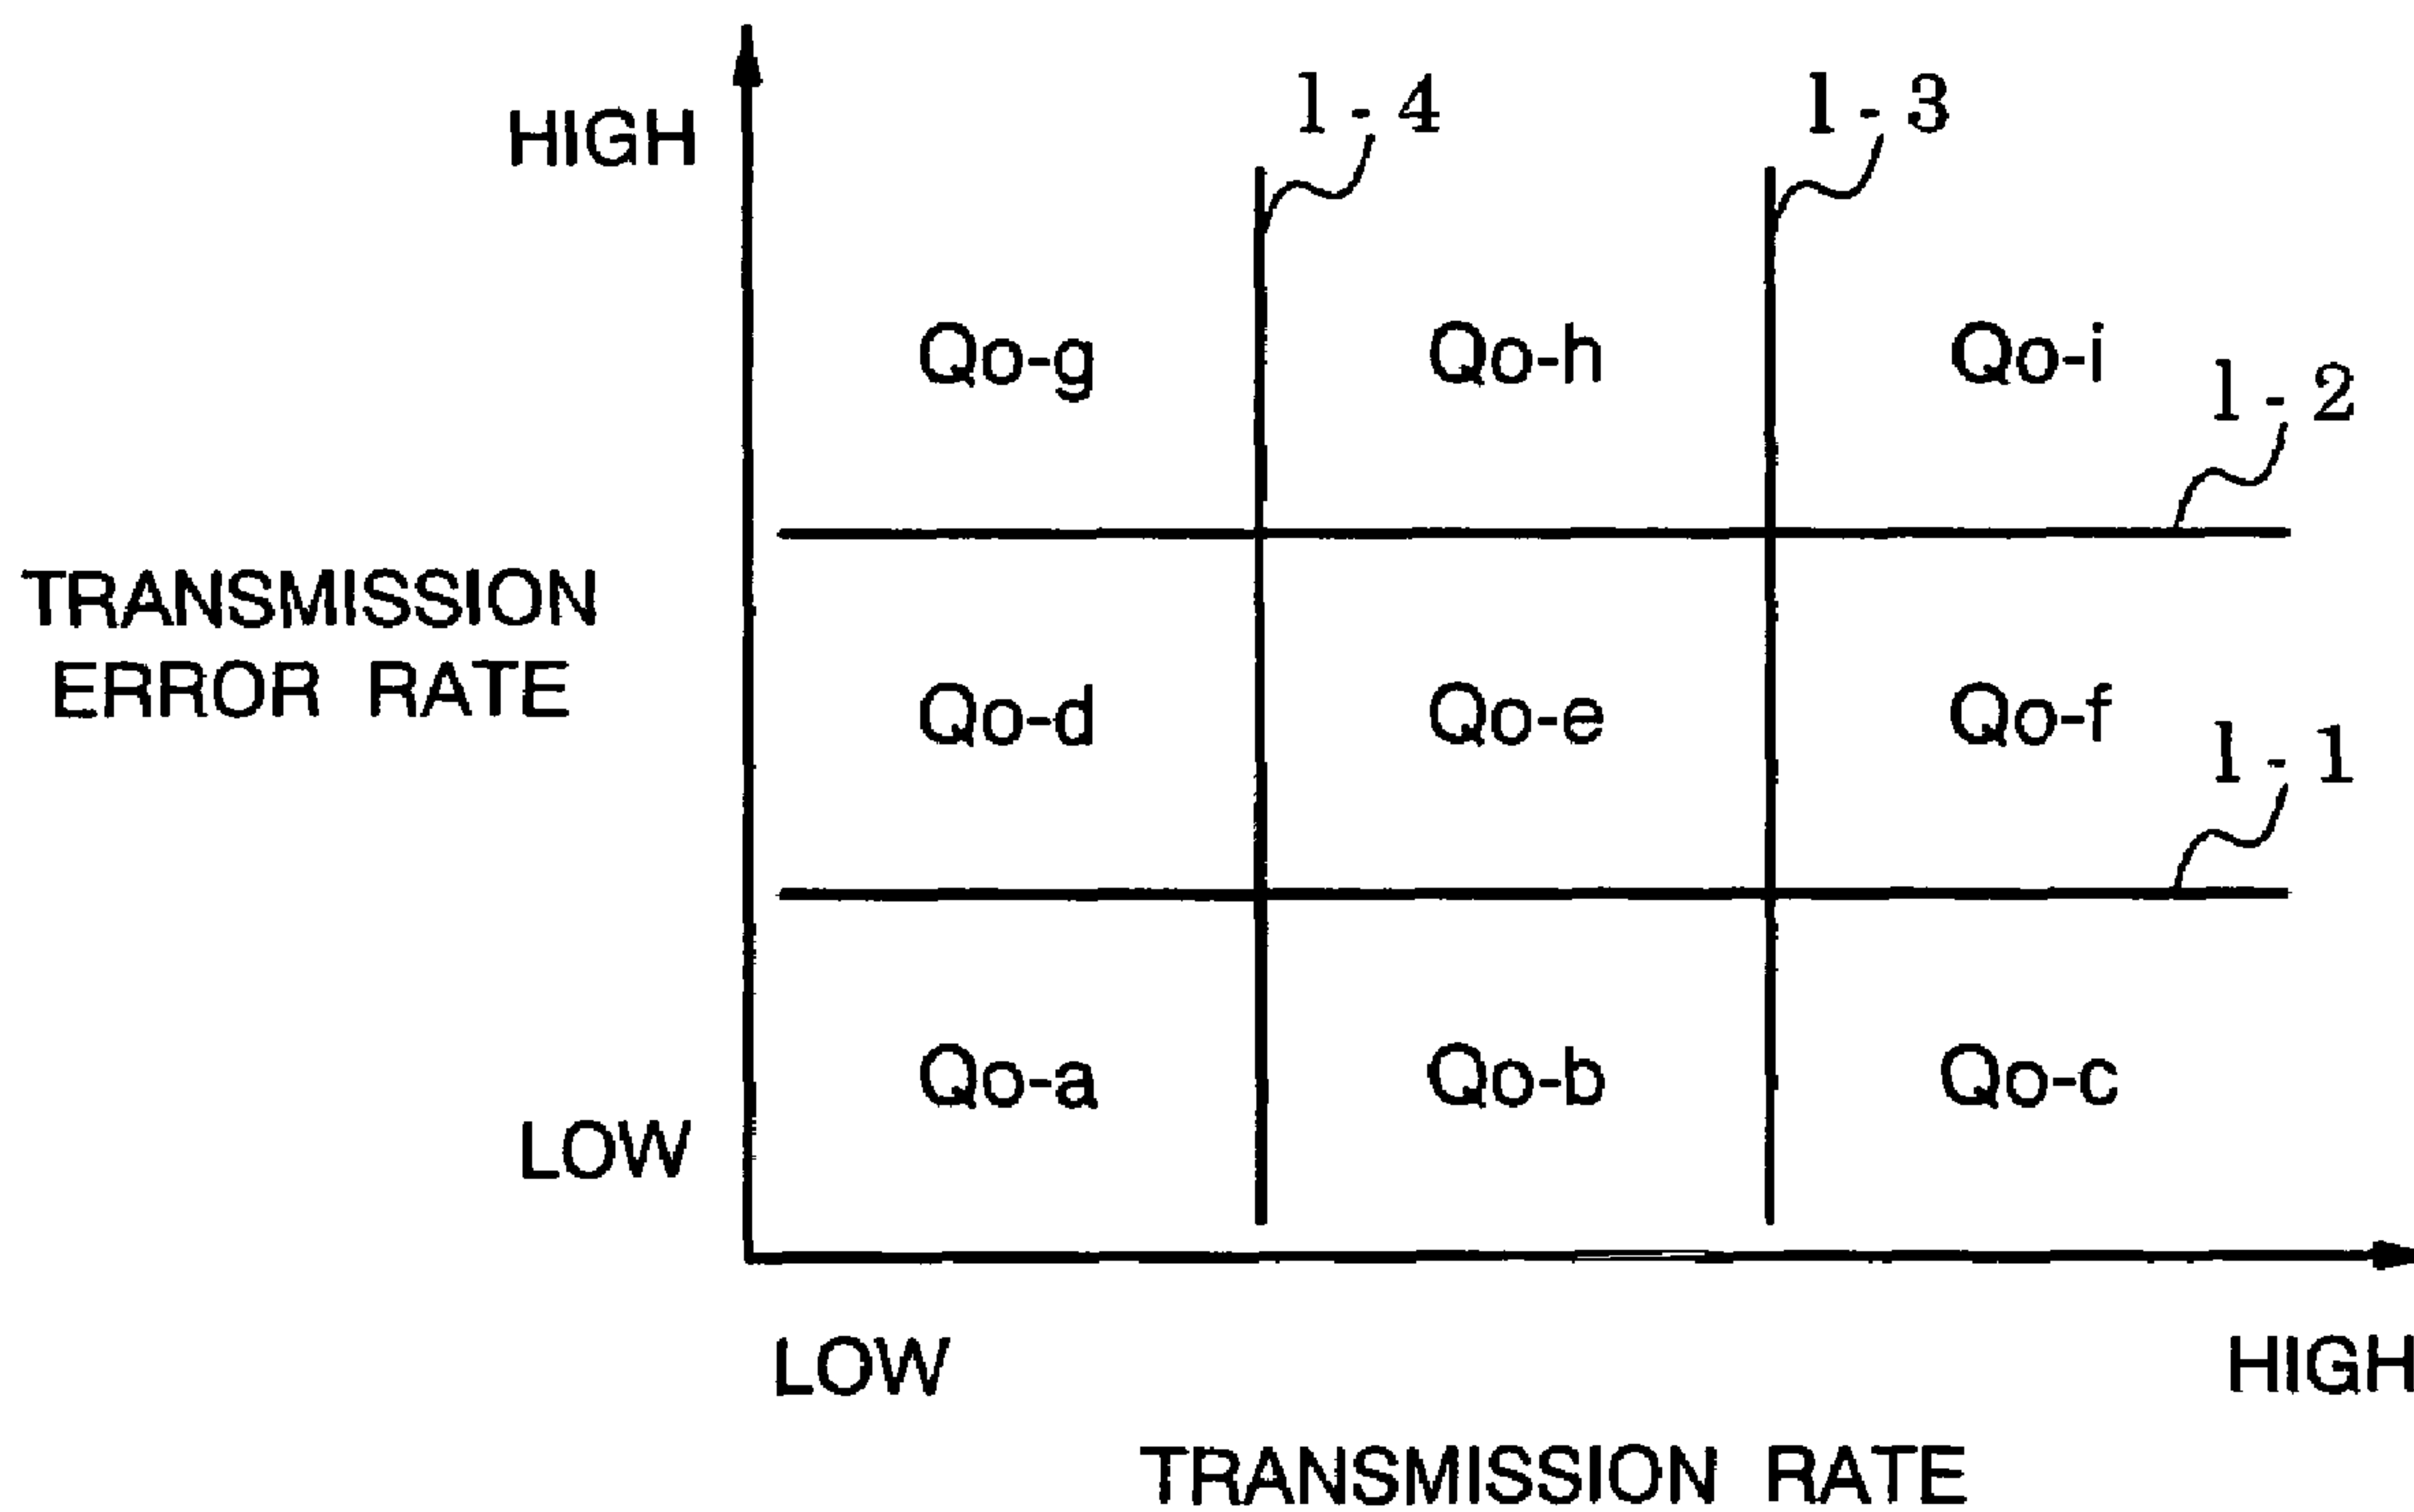 1 - 4
1 - 3
HIGH
Qo-g
Qo-h
Qo-i
1 - 2
TRANSMISSION
ERROR RATE
Qo-d
Qo-e
Qo-f
1 - 1
Qo-a
Qo-b
Qo-c
LOW
LOW
HIGH
TRANSMISSION RATE